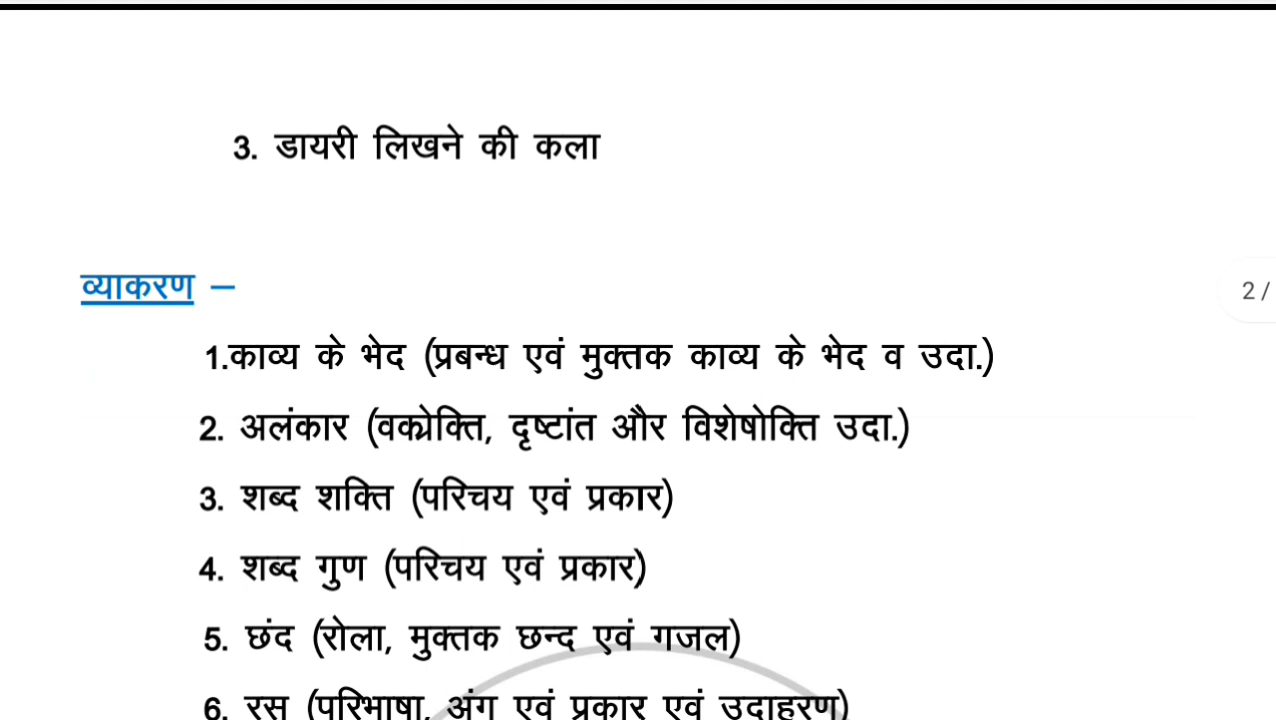 3. डायरी लिखने की कला
व्याकरण –
2 /
1.काव्य के भेद (प्रबन्ध एवं मुक्तक काव्य के भेद व उदा.)
2. अलंकार (वक्रोक्ति, दृष्टांत और विशेषोक्ति उदा.)
3. शब्द शक्ति (परिचय एवं प्रकार)
4. शब्द गुण (परिचय एवं प्रकार)
5. छंद (रोला, मुक्तक छन्द एवं गजल)
6. रस (परिभाषा, अंग एवं प्रकार एवं उदाहरण)